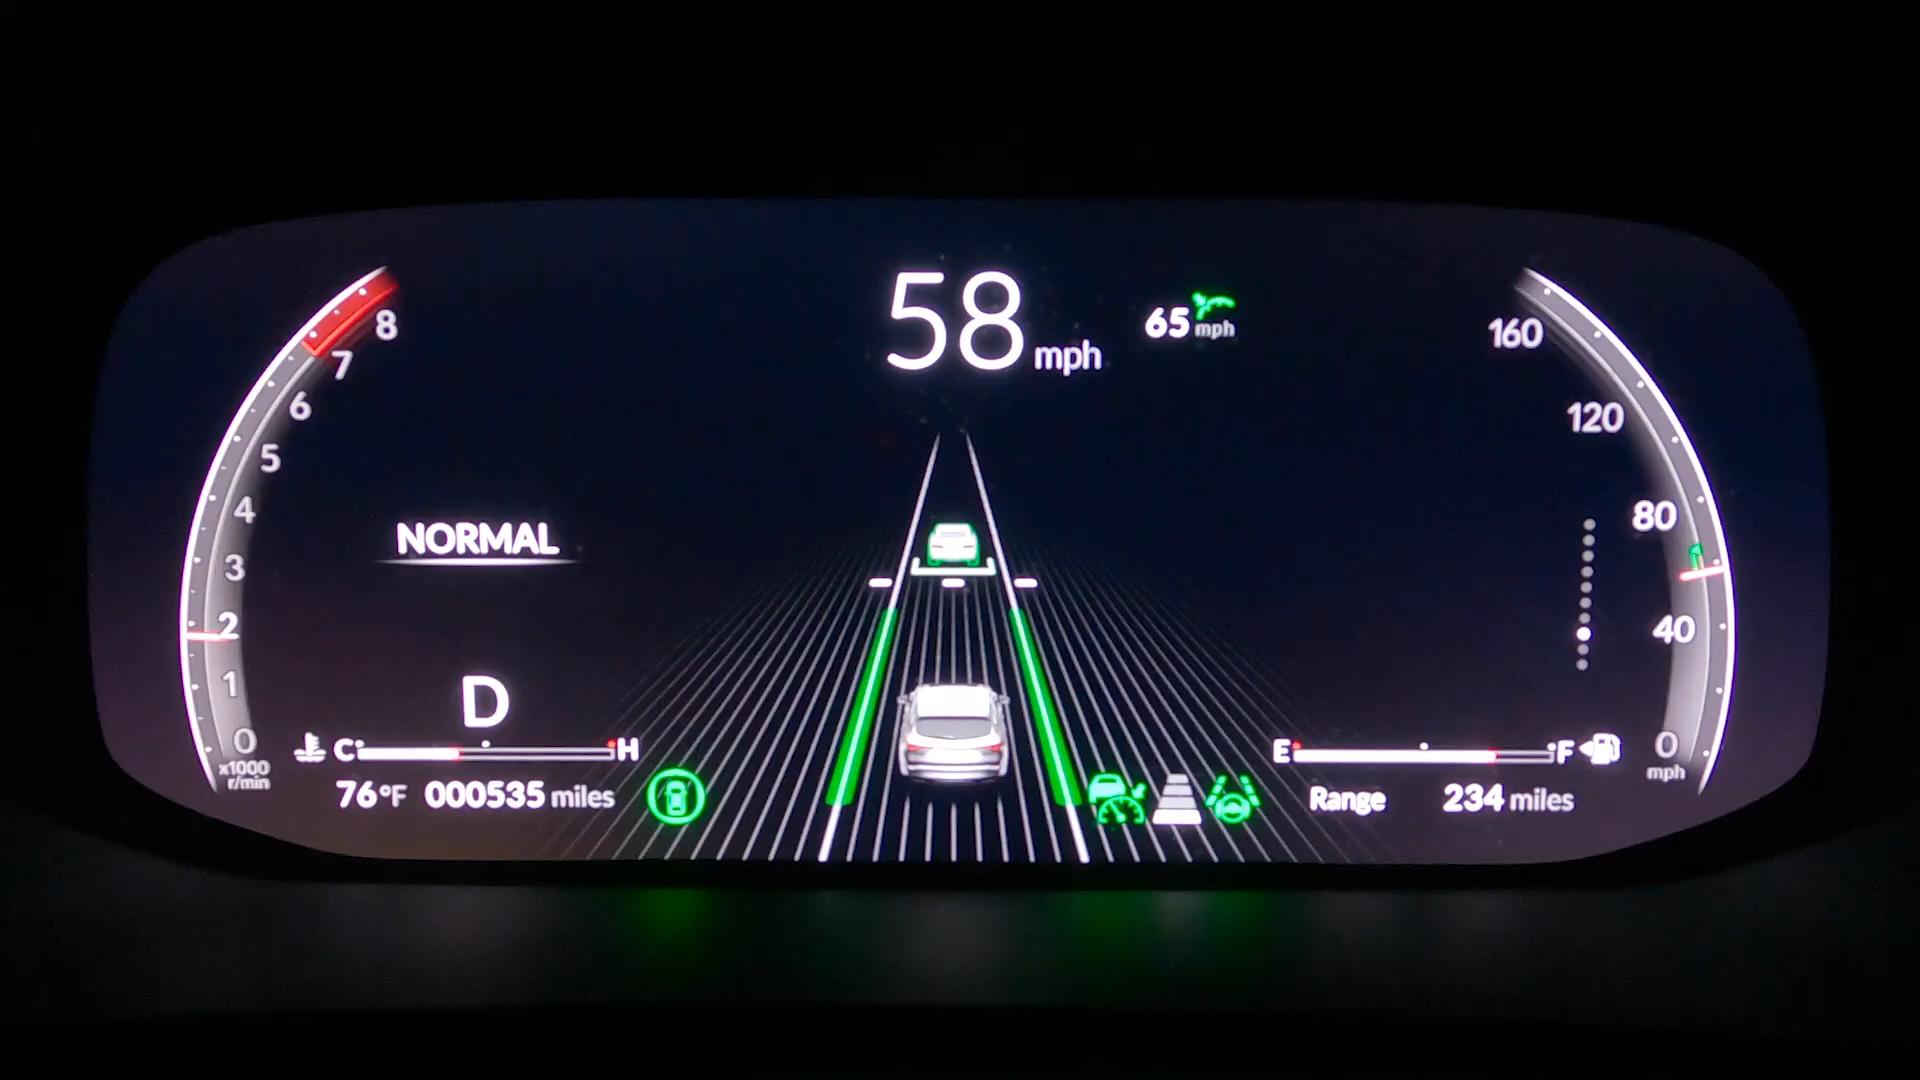 58 mph
65 mph
8
7
6
5
4
3
2
1
0
x1000
r/min
NORMAL
D
C H
76°F 000535 miles
160
120
80
40
0
mph
E F
Range 234 miles